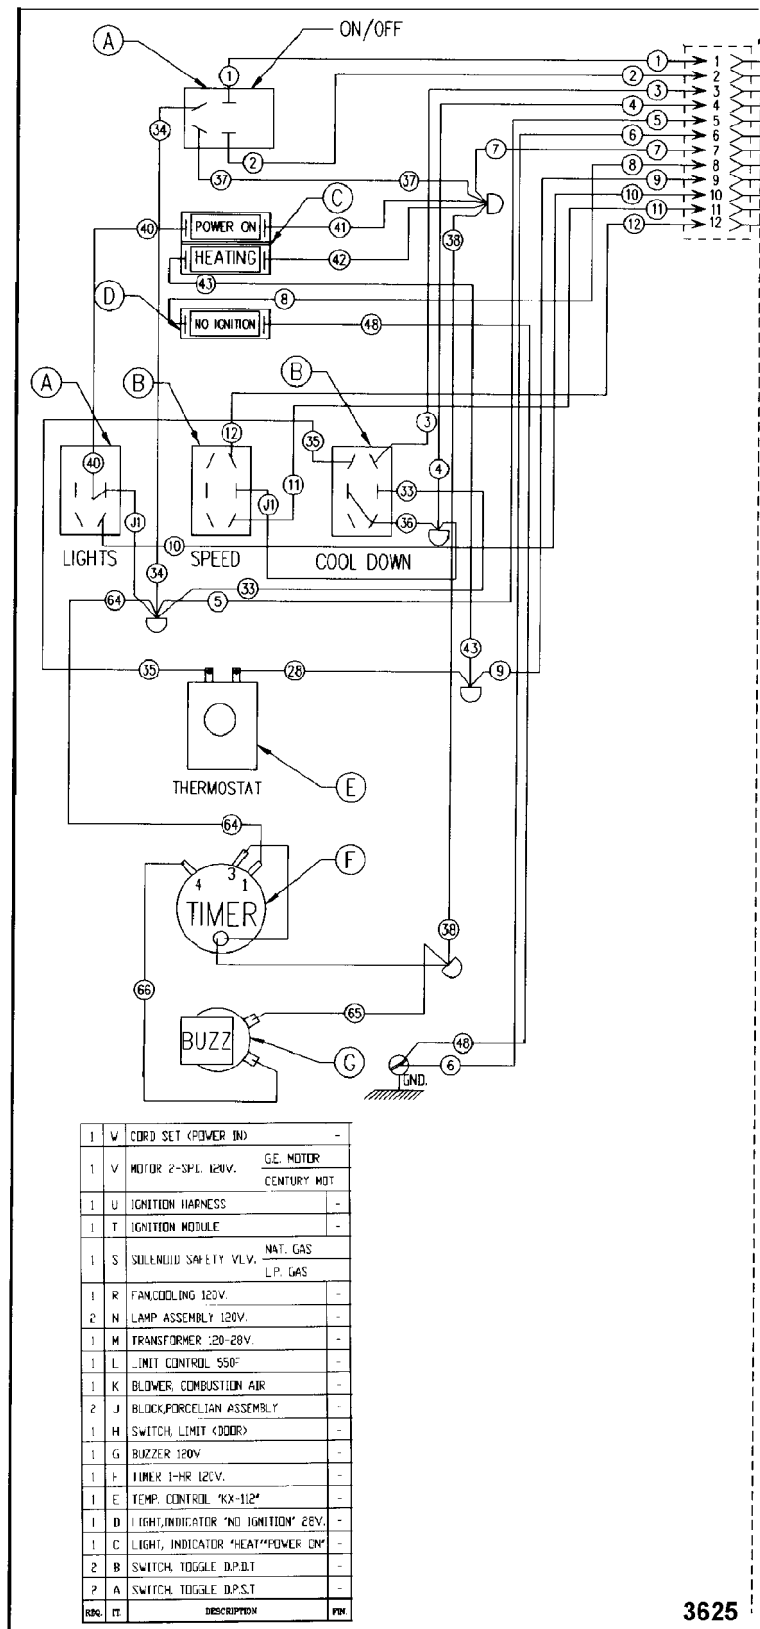 A
ON/OFF
1
1
1
2
2
3
3
4
4
34
5
5
6
6
2
7
7
7
37
37
8
8
C
9
9
10
10
40
POWER ON
41
11
11
38
12
12
HEATING
42
43
D
8
NO IGNITION
48
A
B
B
12
35
3
40
11
4
33
J1
J1
36
LIGHTS
10
SPEED
COOL DOWN
34
64
5
33
43
35
28
9
THERMOSTAT
E
64
F
4
3
1
TIMER
38
66
65
BUZZ
G
48
6
GND.
1 W CORD SET (POWER IN) -
1 V MOTOR 2-SPD. 120V. G.E. MOTOR
CENTURY MOT
1 U IGNITION HARNESS -
1 T IGNITION MODULE -
1 S SOLENOID SAFETY VLV. NAT. GAS
L.P. GAS
1 R FAN,COOLING 120V. -
2 N LAMP ASSEMBLY 120V. -
1 M TRANSFORMER 120-28V. -
1 L LIMIT CONTROL 550F -
1 K BLOWER, COMBUSTION AIR -
2 J BLOCK,PORCELIAN ASSEMBLY -
1 H SWITCH, LIMIT (DOOR) -
1 G BUZZER 120V -
1 F TIMER 1-HR 120V. -
1 E TEMP. CONTROL "KX-112" -
1 D LIGHT,INDICATOR "NO IGNITION" 28V. -
1 C LIGHT, INDICATOR "HEAT""POWER ON" -
2 B SWITCH, TOGGLE D.P.D.T -
2 A SWITCH, TOGGLE D.P.S.T -
REQ. IT. DESCRIPTION P/N.
3625